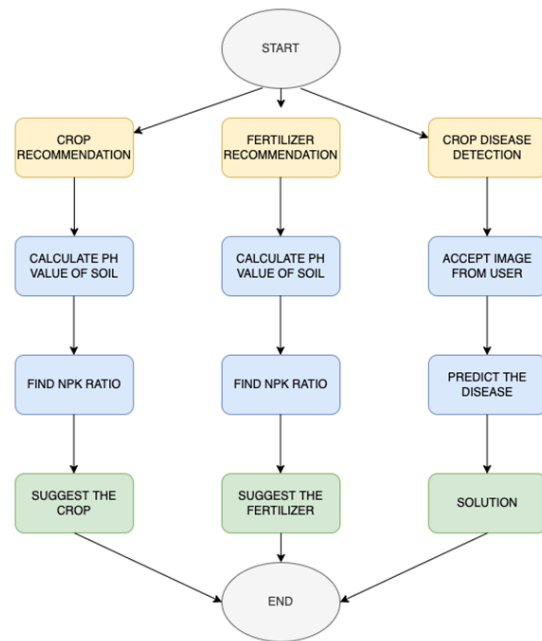 START
CROP
RECOMMENDATION
FERTILIZER
RECOMMENDATION
CROP DISEASE
DETECTION
CALCULATE PH
VALUE OF SOIL
CALCULATE PH
VALUE OF SOIL
ACCEPT IMAGE
FROM USER
FIND NPK RATIO
FIND NPK RATIO
PREDICT THE
DISEASE
SUGGEST THE
CROP
SUGGEST THE
FERTILIZER
SOLUTION
END